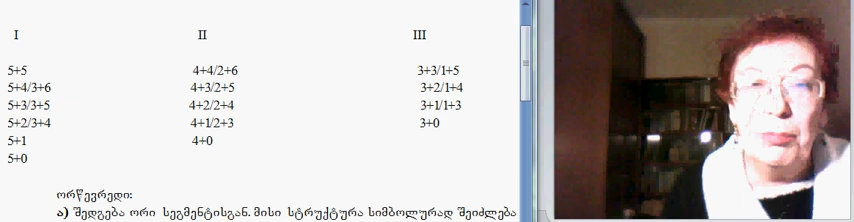 I II III
5+5 4+4/2+6 3+3/1+5
5+4/3+6 4+3/2+5 3+2/1+4
5+3/3+5 4+2/2+4 3+1/1+3
5+2/3+4 4+1/2+3 3+0
5+1 4+0
5+0
ორწევრედი:
ა) შედგება ორი სეგმენტისგან. მისი სტრუქტურა სიმბოლურად შეიძლება